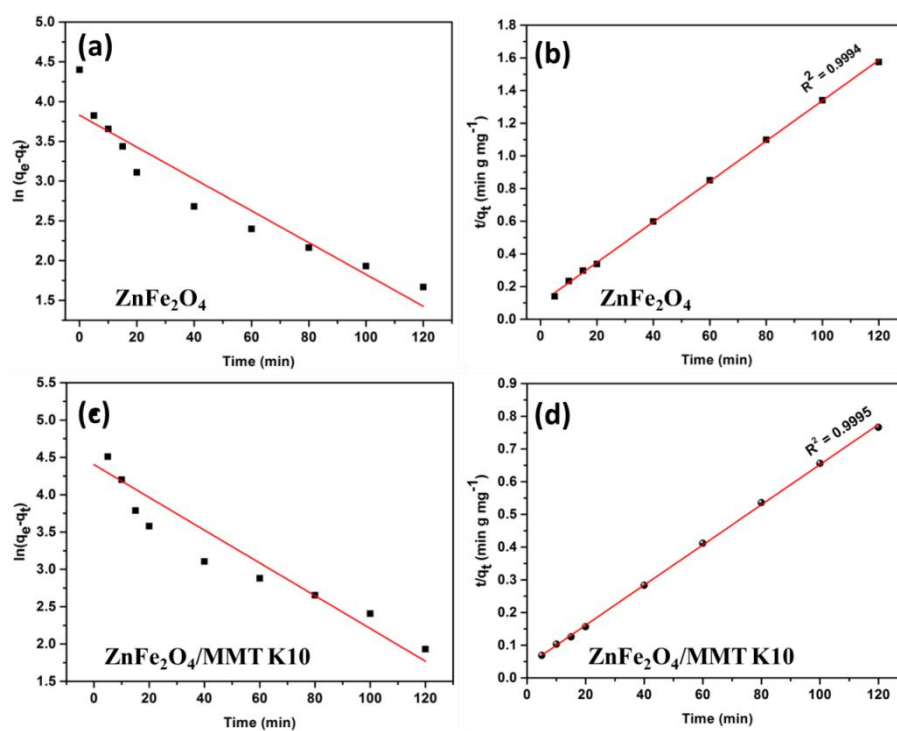 (a)
5.0
4.5
4.0
3.5
3.0
2.5
2.0
1.5
ln (qₑ-qₜ)
ZnFe₂O₄
0 20 40 60 80 100 120
Time (min)
(b)
1.8
1.6
1.4
1.2
1.0
0.8
0.6
0.4
0.2
0.0
t/qₜ (min g mg⁻¹)
R² = 0.9994
ZnFe₂O₄
0 20 40 60 80 100 120
Time (min)
(c)
5.5
5.0
4.5
4.0
3.5
3.0
2.5
2.0
1.5
ln(qₑ-qₜ)
ZnFe₂O₄/MMT K10
0 20 40 60 80 100 120
Time (min)
(d)
0.9
0.8
0.7
0.6
0.5
0.4
0.3
0.2
0.1
0.0
t/qₜ (min g mg⁻¹)
R² = 0.9995
ZnFe₂O₄/MMT K10
0 20 40 60 80 100 120
Time (min)